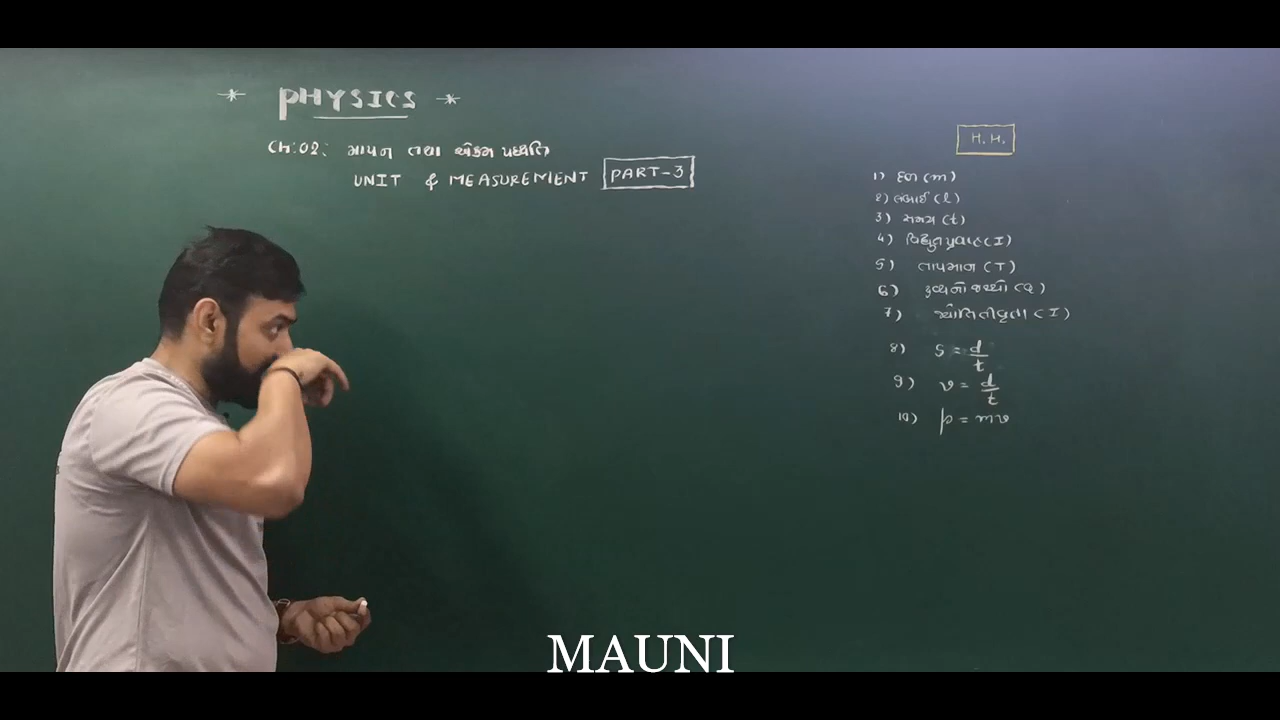 * PHYSICS *
CH:02: માપન તથા એકમ પધ્ધતિ
UNIT & MEASUREMENT PART-3
H.H.
1) દળ (m)
2) લંબાઈ (l)
3) સમય (t)
4) વિદ્યુતપ્રવાહ (I)
5) તાપમાન (T)
6) દ્રવ્યનો જથ્થો
7) જ્યોતિતીવ્રતા (I)
8) S = d/t
9) v = d/t
10) p = mv
MAUNI